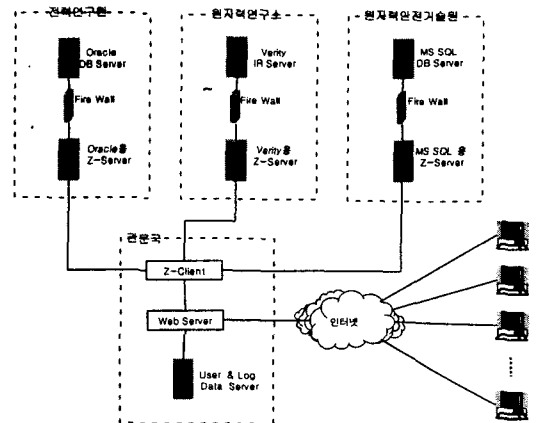 전력연구원
Oracle
DB Server
Fire Wall
Oracle용
Z-Server
원자력연구소
Verity
IR Server
Fire Wall
Verity용
Z-Server
원자력안전기술원
MS SQL
DB Server
Fire Wall
MS SQL 용
Z-Server
관문국
Z-Client
Web Server
User & Log
Data Server
인터넷